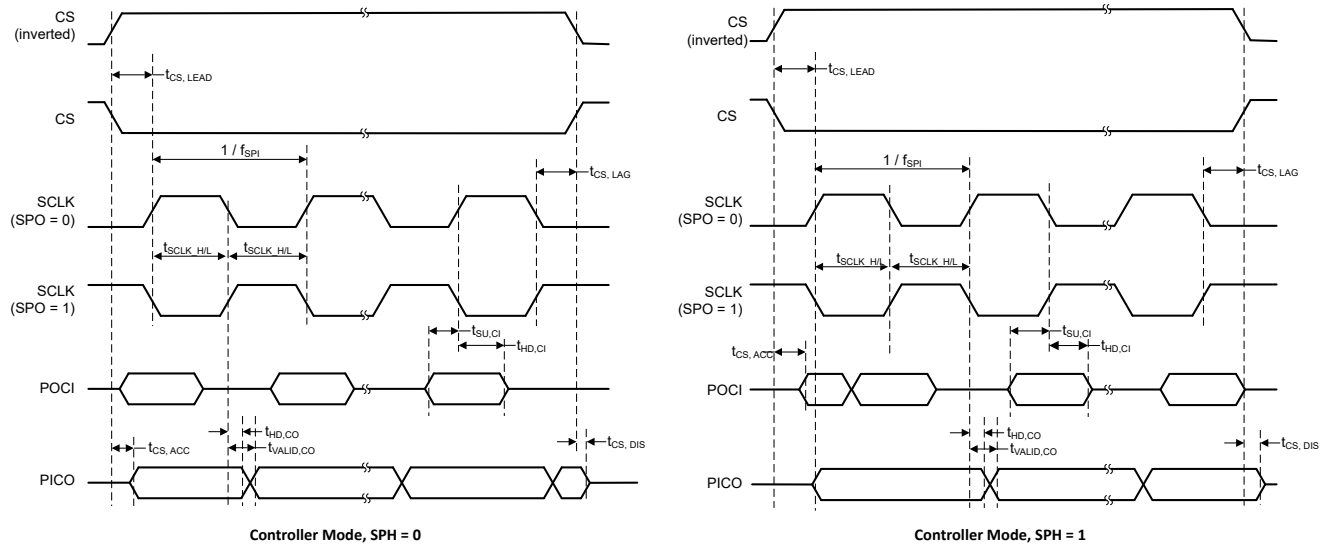 CS
(inverted)
tCS, LEAD
CS
1 / fSPI
tCS, LAG
SCLK
(SPO = 0)
tSCLK_H/L
tSCLK_H/L
SCLK
(SPO = 1)
tSU,CI
tHD,CI
POCI
tHD,CO
tCS, ACC
tVALID,CO
tCS, DIS
PICO
Controller Mode, SPH = 0
CS
(inverted)
tCS, LEAD
CS
1 / fSPI
tCS, LAG
SCLK
(SPO = 0)
tSCLK_H/L
tSCLK_H/L
SCLK
(SPO = 1)
tSU,CI
tHD,CI
tCS, ACC
POCI
tHD,CO
tVALID,CO
tCS, DIS
PICO
Controller Mode, SPH = 1